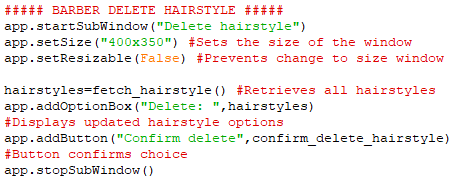 ##### BARBER DELETE HAIRSTYLE #####
app.startSubWindow("Delete hairstyle")
app.setSize("400x350") #Sets the size of the window
app.setResizable(False) #Prevents change to size window
hairstyles=fetch_hairstyle() #Retrieves all hairstyles
app.addOptionBox("Delete: ",hairstyles)
#Displays updated hairstyle options
app.addButton("Confirm delete",confirm_delete_hairstyle)
#Button confirms choice
app.stopSubWindow()